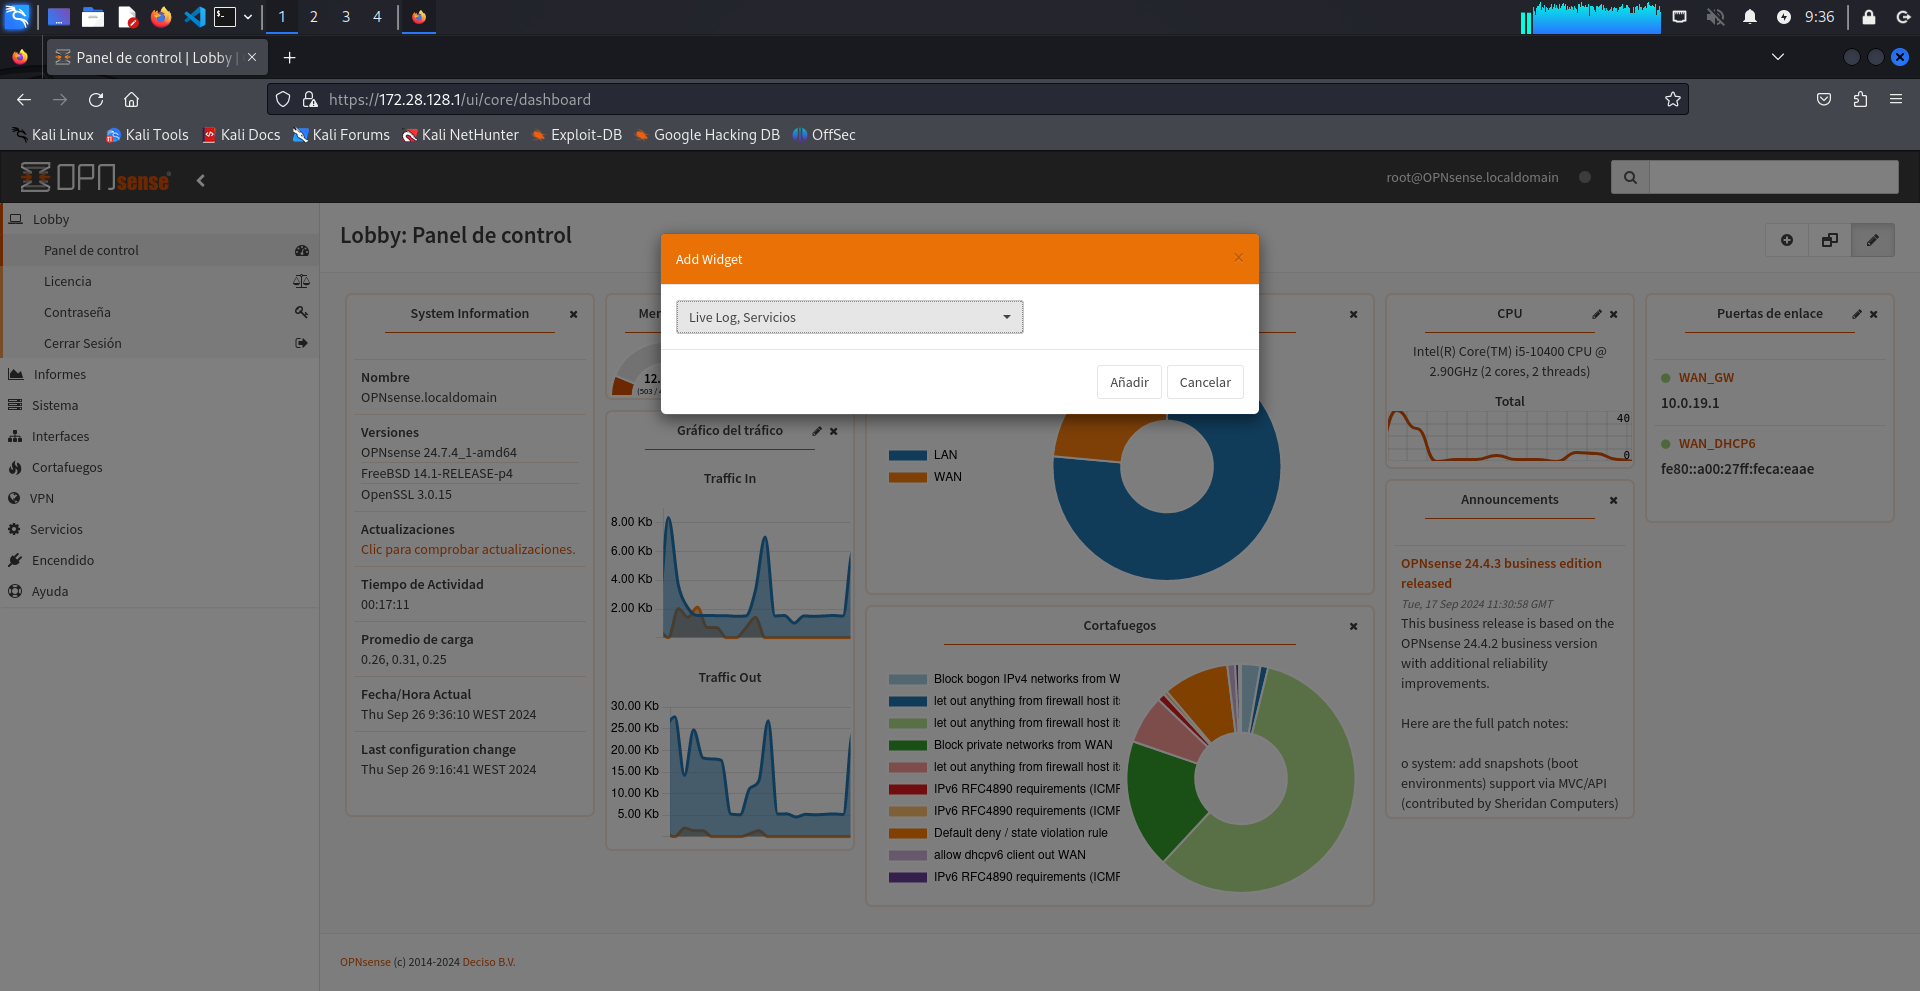 1
2
3
4
9:36
Panel de control | Lobby |
https://172.28.128.1/ui/core/dashboard
Kali Linux
Kali Tools
Kali Docs
Kali Forums
Kali NetHunter
Exploit-DB
Google Hacking DB
OffSec
OPNsense
root@OPNsense.localdomain
Lobby
Panel de control
Licencia
Contraseña
Cerrar Sesión
Informes
Sistema
Interfaces
Cortafuegos
VPN
Servicios
Encendido
Ayuda
Lobby: Panel de control
Add Widget
Live Log, Servicios
Añadir
Cancelar
System Information
Nombre
OPNsense.localdomain
Versiones
OPNsense 24.7.4_1-amd64
FreeBSD 14.1-RELEASE-p4
OpenSSL 3.0.15
Actualizaciones
Clic para comprobar actualizaciones.
Tiempo de Actividad
00:17:11
Promedio de carga
0.26, 0.31, 0.25
Fecha/Hora Actual
Thu Sep 26 9:36:10 WEST 2024
Last configuration change
Thu Sep 26 9:16:41 WEST 2024
Mer
12.
(503 /
Gráfico del tráfico
Traffic In
8.00 Kb
6.00 Kb
4.00 Kb
2.00 Kb
Traffic Out
30.00 Kb
25.00 Kb
20.00 Kb
15.00 Kb
10.00 Kb
5.00 Kb
LAN
WAN
Cortafuegos
Block bogon IPv4 networks from W
let out anything from firewall host its
let out anything from firewall host its
Block private networks from WAN
let out anything from firewall host its
IPv6 RFC4890 requirements (ICMP
IPv6 RFC4890 requirements (ICMP
Default deny / state violation rule
allow dhcpv6 client out WAN
IPv6 RFC4890 requirements (ICMP
CPU
Intel(R) Core(TM) i5-10400 CPU @
2.90GHz (2 cores, 2 threads)
Total
40
0
Announcements
OPNsense 24.4.3 business edition
released
Tue, 17 Sep 2024 11:30:58 GMT
This business release is based on the
OPNsense 24.4.2 business version
with additional reliability
improvements.
Here are the full patch notes:
o system: add snapshots (boot
environments) support via MVC/API
(contributed by Sheridan Computers)
Puertas de enlace
WAN_GW
10.0.19.1
WAN_DHCP6
fe80::a00:27ff:feca:eaae
OPNsense (c) 2014-2024 Deciso B.V.